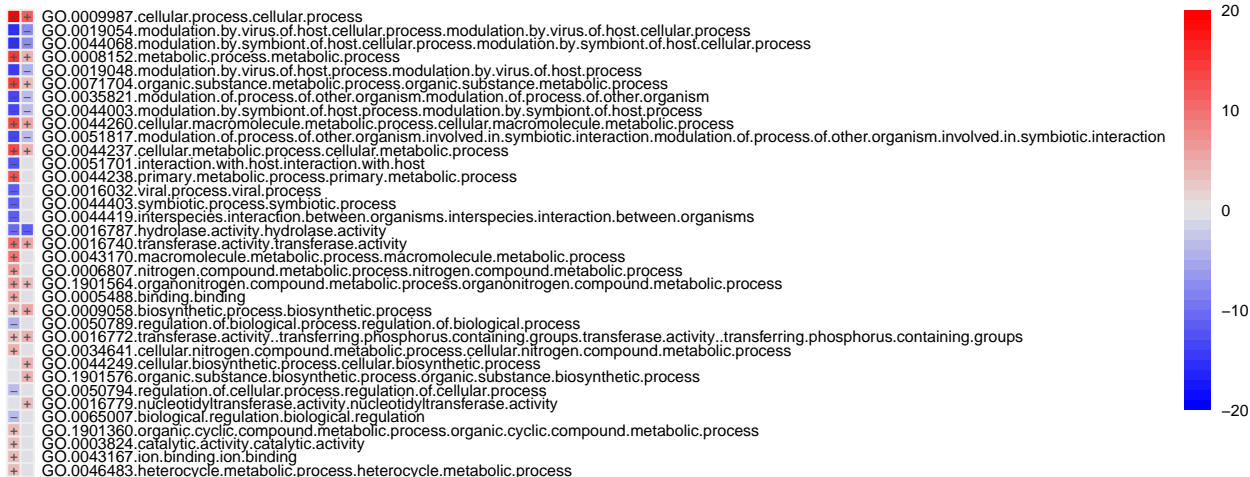 GO.0009987.cellular.process.cellular.process
GO.0019054.modulation.by.virus.of.host.cellular.process.modulation.by.virus.of.host.cellular.process
GO.0044068.modulation.by.symbiont.of.host.cellular.process.modulation.by.symbiont.of.host.cellular.process
GO.0008152.metabolic.process.metabolic.process
GO.0019048.modulation.by.virus.of.host.process.modulation.by.virus.of.host.process
GO.0071704.organic.substance.metabolic.process.organic.substance.metabolic.process
GO.0035821.modulation.of.process.of.other.organism.modulation.of.process.of.other.organism
GO.0044003.modulation.by.symbiont.of.host.process.modulation.by.symbiont.of.host.process
GO.0044260.cellular.macromolecule.metabolic.process.cellular.macromolecule.metabolic.process
GO.0051817.modulation.of.process.of.other.organism.involved.in.symbiotic.interaction.modulation.of.process.of.other.organism.involved.in.symbiotic.interaction
GO.0044237.cellular.metabolic.process.cellular.metabolic.process
GO.0051701.interaction.with.host.interaction.with.host
GO.0044238.primary.metabolic.process.primary.metabolic.process
GO.0016032.viral.process.viral.process
GO.0044403.symbiotic.process.symbiotic.process
GO.0044419.interspecies.interaction.between.organisms.interspecies.interaction.between.organisms
GO.0016787.hydrolase.activity.hydrolase.activity
GO.0016740.transferase.activity.transferase.activity
GO.0043170.macromolecule.metabolic.process.macromolecule.metabolic.process
GO.0006807.nitrogen.compound.metabolic.process.nitrogen.compound.metabolic.process
GO.1901564.organonitrogen.compound.metabolic.process.organonitrogen.compound.metabolic.process
GO.0005488.binding.binding
GO.0009058.biosynthetic.process.biosynthetic.process
GO.0050789.regulation.of.biological.process.regulation.of.biological.process
GO.0016772.transferase.activity..transferring.phosphorus.containing.groups.transferase.activity..transferring.phosphorus.containing.groups
GO.0034641.cellular.nitrogen.compound.metabolic.process.cellular.nitrogen.compound.metabolic.process
GO.0044249.cellular.biosynthetic.process.cellular.biosynthetic.process
GO.1901576.organic.substance.biosynthetic.process.organic.substance.biosynthetic.process
GO.0050794.regulation.of.cellular.process.regulation.of.cellular.process
GO.0016779.nucleotidyltransferase.activity.nucleotidyltransferase.activity
GO.0065007.biological.regulation.biological.regulation
GO.1901360.organic.cyclic.compound.metabolic.process.organic.cyclic.compound.metabolic.process
GO.0003824.catalytic.activity.catalytic.activity
GO.0043167.ion.binding.ion.binding
GO.0046483.heterocycle.metabolic.process.heterocycle.metabolic.process
20
10
0
−10
−20